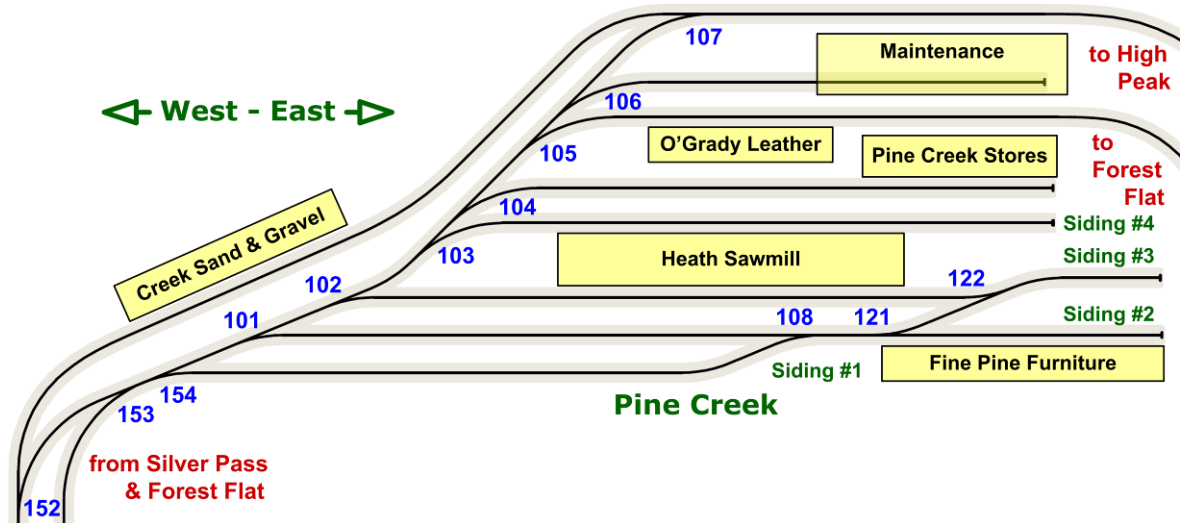 107
Maintenance
to High
Peak
West - East
106
O'Grady Leather
105
Pine Creek Stores
to
Forest
Flat
104
Siding #4
103
Creek Sand & Gravel
Heath Sawmill
Siding #3
102
122
101
108
121
Siding #2
Siding #1
Fine Pine Furniture
154
153
Pine Creek
from Silver Pass
& Forest Flat
152